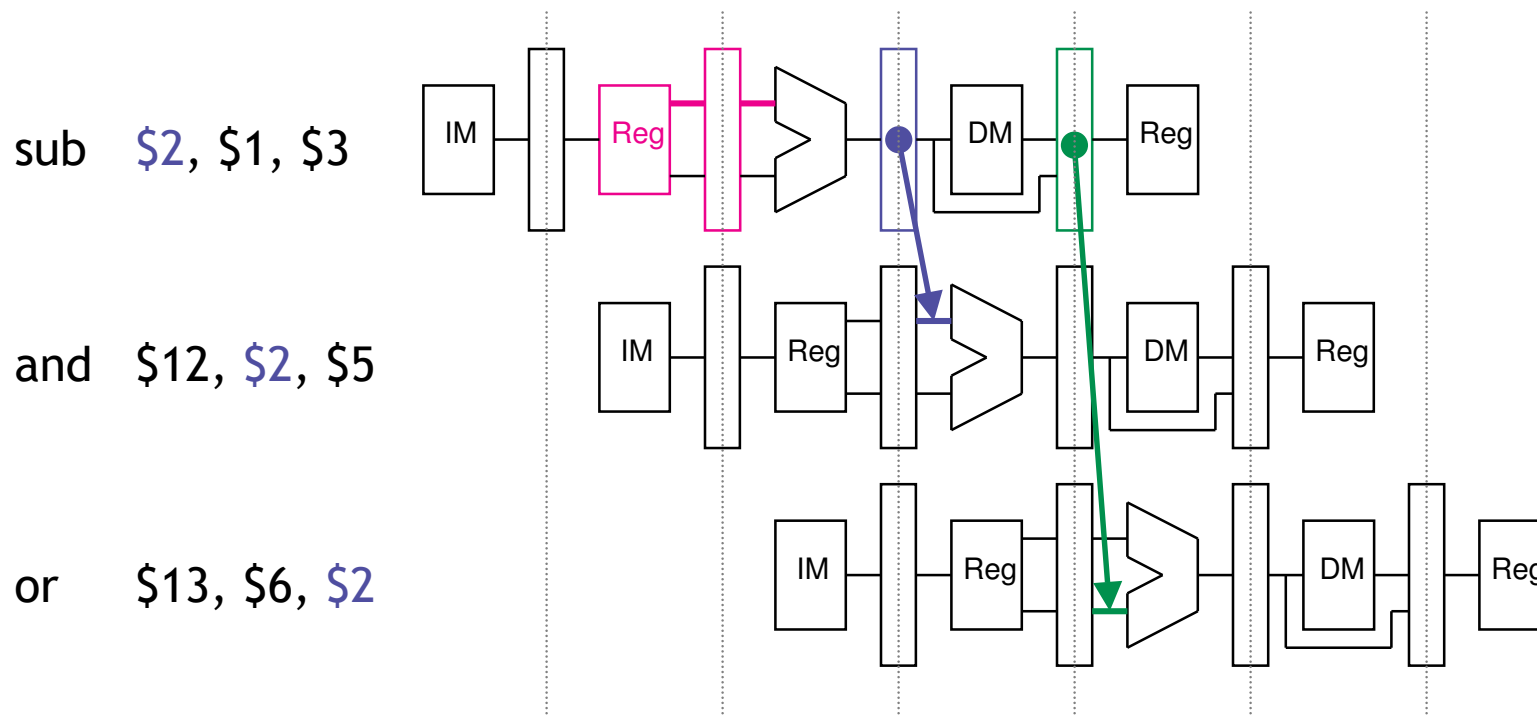 sub $2, $1, $3 IM Reg DM Reg
and $12, $2, $5 IM Reg DM Reg
or $13, $6, $2 IM Reg DM Reg